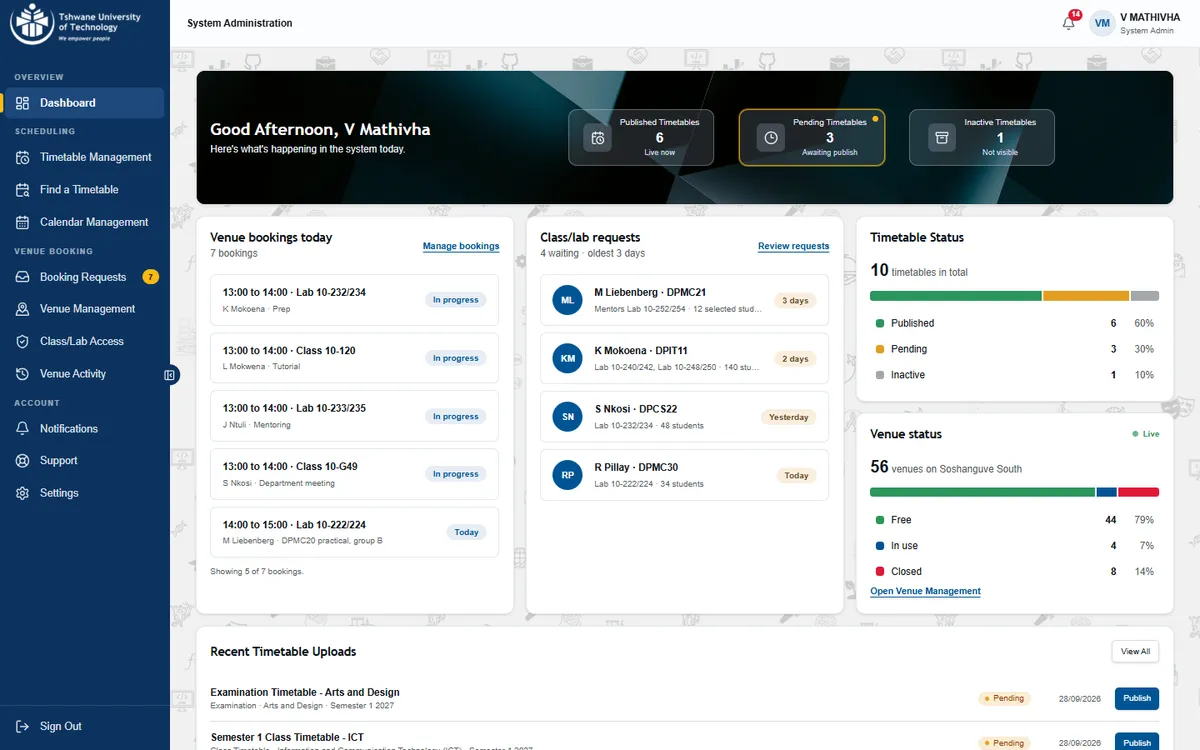 Tshwane University
of Technology
We empower people
System Administration
14
VM
V MATHIVHA
System Admin
OVERVIEW
Dashboard
SCHEDULING
Timetable Management
Find a Timetable
Calendar Management
VENUE BOOKING
Booking Requests
7
Venue Management
Class/Lab Access
Venue Activity
ACCOUNT
Notifications
Support
Settings
Sign Out
Good Afternoon, V Mathivha
Here's what's happening in the system today.
Published Timetables
6
Live now
Pending Timetables
3
Awaiting publish
Inactive Timetables
1
Not visible
Venue bookings today
7 bookings
Manage bookings
13:00 to 14:00 · Lab 10-232/234
K Mokoena · Prep
In progress
13:00 to 14:00 · Class 10-120
L Mokwena · Tutorial
In progress
13:00 to 14:00 · Lab 10-233/235
J Ntuli · Mentoring
In progress
13:00 to 14:00 · Class 10-G49
S Nkosi · Department meeting
In progress
14:00 to 15:00 · Lab 10-222/224
M Liebenberg · DPMC20 practical, group B
Today
Showing 5 of 7 bookings.
Class/lab requests
4 waiting · oldest 3 days
Review requests
ML
M Liebenberg · DPMC21
Mentors Lab 10-252/254 · 12 selected stud...
3 days
KM
K Mokoena · DPIT11
Lab 10-240/242, Lab 10-248/250 · 140 stu...
2 days
SN
S Nkosi · DPCS22
Lab 10-232/234 · 48 students
Yesterday
RP
R Pillay · DPMC30
Lab 10-222/224 · 34 students
Today
Timetable Status
10 timetables in total
Published 6 60%
Pending 3 30%
Inactive 1 10%
Venue status
Live
56 venues on Soshanguve South
Free 44 79%
In use 4 7%
Closed 8 14%
Open Venue Management
Recent Timetable Uploads
View All
Examination Timetable - Arts and Design
Examination · Arts and Design · Semester 1 2027
Pending
28/09/2026
Publish
Semester 1 Class Timetable - ICT
Class Timetable · Information and Communication Technology (ICT) · Semester 1 2027
Pending
28/09/2026
Publish